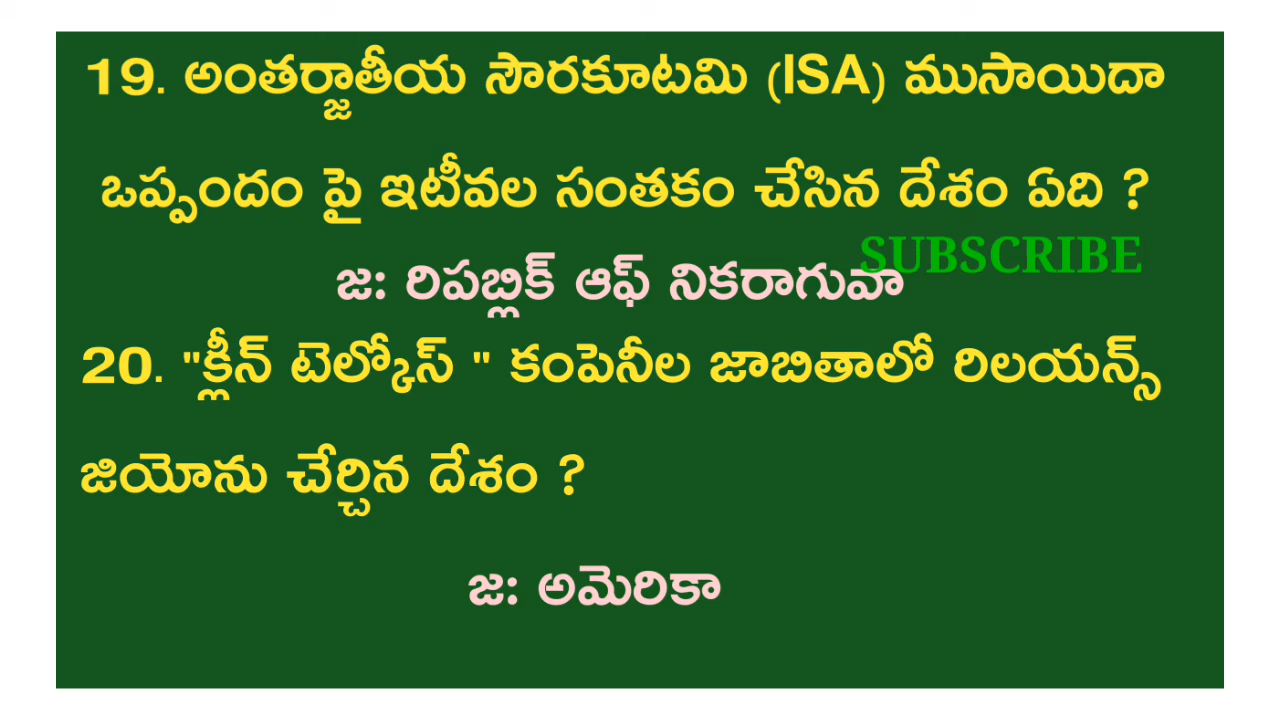 19. అంతర్జాతీయ సౌరకూటమి (ISA) ముసాయిదా
ఒప్పందం పై ఇటీవల సంతకం చేసిన దేశం ఏది ?
SUBSCRIBE
జ: రిపబ్లిక్ ఆఫ్ నికరాగువా
20. "క్లీన్ టెల్కోస్ " కంపెనీల జాబితాలో రిలయన్స్
జియోను చేర్చిన దేశం ?
జ: అమెరికా